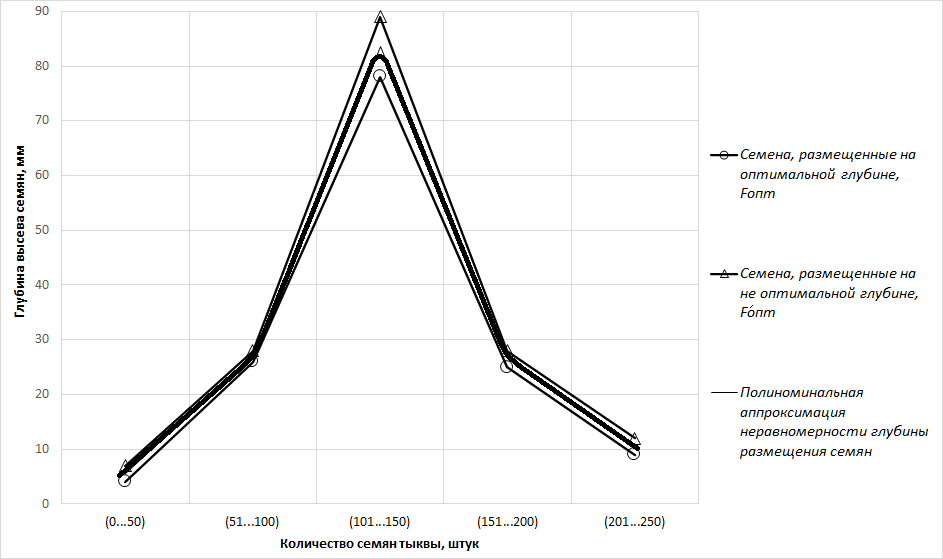 90
80
70
60
50
40
30
20
10
0
Глубина высева семян, мм
(0...50) (51...100) (101...150) (151...200) (201...250)
Количество семян тыквы, штук
Семена, размещенные на
оптимальной глубине,
Fопт
Семена, размещенные на
не оптимальной глубине,
Fо́пт
Полиноминальная
аппроксимация
неравномерности глубины
размещения семян